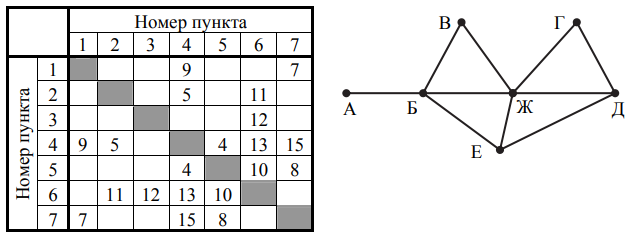 Номер пункта
1 2 3 4 5 6 7
Номер пункта
1 9 7
2 5 11
3 12
4 9 5 4 13 15
5 4 10 8
6 11 12 13 10
7 7 15 8
В Г
А Б Ж Д
Е